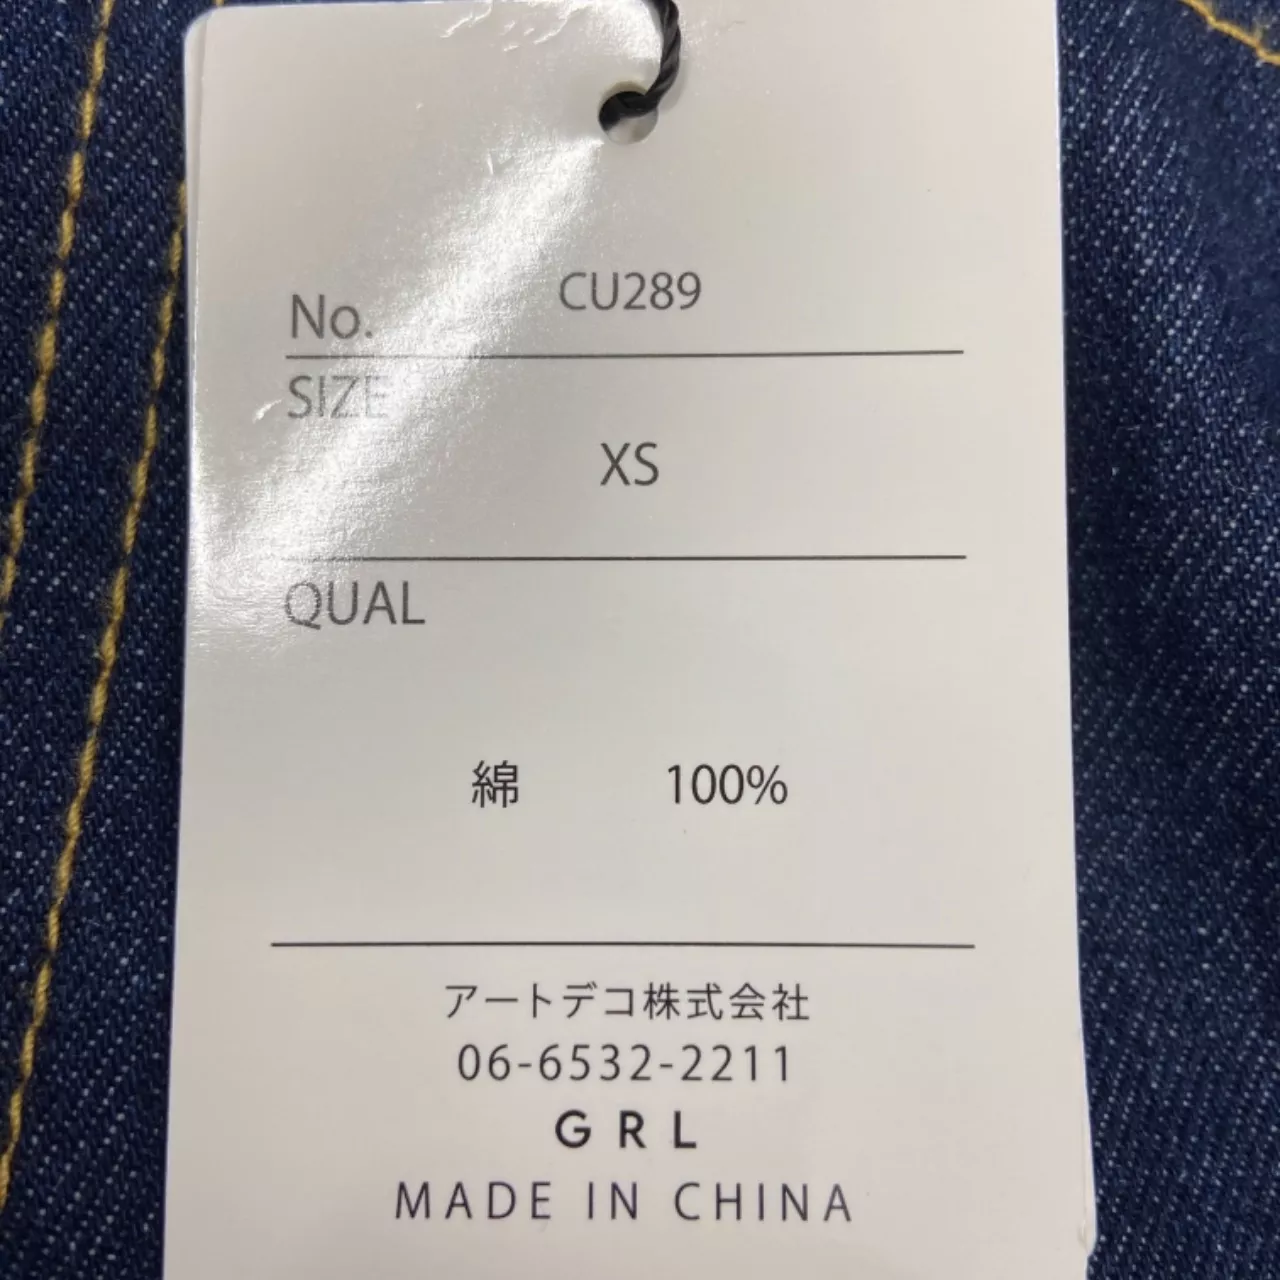 No. CU289
SIZE
XS
QUAL
綿 100%
アートデコ株式会社
06-6532-2211
GRL
MADE IN CHINA